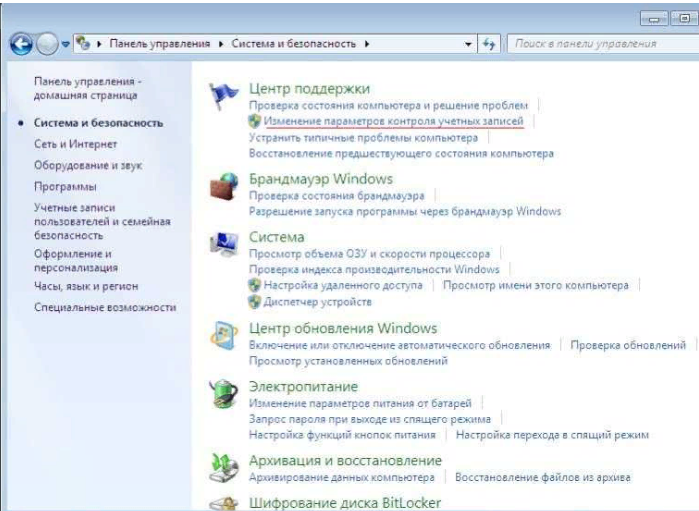 Панель управления ▸ Система и безопасность ▸
Поиск в панели управления
Панель управления -
домашняя страница
Система и безопасность
Сеть и Интернет
Оборудование и звук
Программы
Учетные записи
пользователей и семейная
безопасность
Оформление и
персонализация
Часы, язык и регион
Специальные возможности
Центр поддержки
Проверка состояния компьютера и решение проблем
Изменение параметров контроля учетных записей
Устранить типичные проблемы компьютера
Восстановление предшествующего состояния компьютера
Брандмауэр Windows
Проверка состояния брандмауэра
Разрешение запуска программы через брандмауэр Windows
Система
Просмотр объема ОЗУ и скорости процессора
Проверка индекса производительности Windows
Настройка удаленного доступа | Просмотр имени этого компьютера
Диспетчер устройств
Центр обновления Windows
Включение или отключение автоматического обновления | Проверка обновлений
Просмотр установленных обновлений
Электропитание
Изменение параметров питания от батарей
Запрос пароля при выходе из спящего режима
Настройка функций кнопок питания | Настройка перехода в спящий режим
Архивация и восстановление
Архивирование данных компьютера | Восстановление файлов из архива
Шифрование диска BitLocker